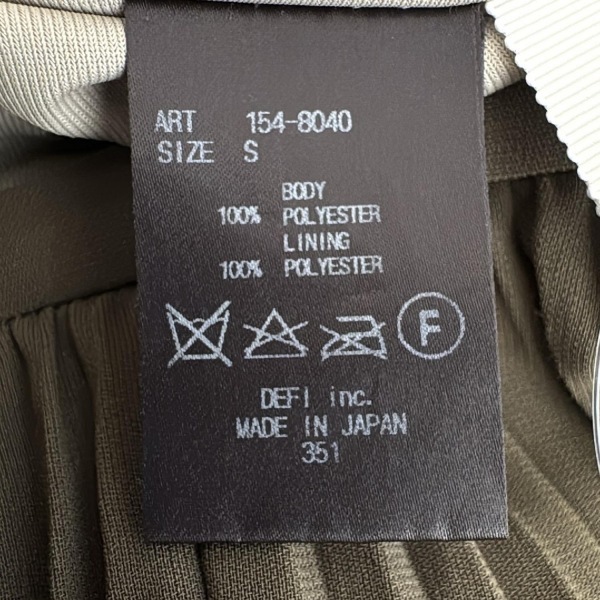 ART 154-8040
SIZE S
BODY
100% POLYESTER
LINING
100% POLYESTER
F
DEFI inc.
MADE IN JAPAN
351